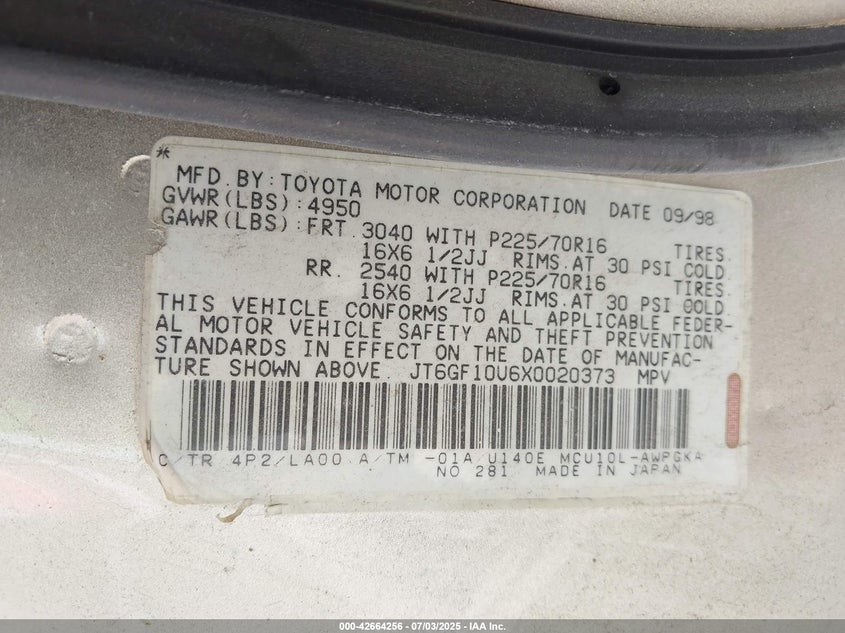 *
MFD.BY:TOYOTA MOTOR CORPORATION DATE 09/98
GVWR(LBS):4950
GAWR(LBS):FRT.3040 WITH P225/70R16 TIRES.
16X6 1/2JJ RIMS.AT 30 PSI COLD
RR. 2540 WITH P225/70R16 TIRES.
16X6 1/2JJ RIMS.AT 30 PSI COLD
THIS VEHICLE CONFORMS TO ALL APPLICABLE FEDER-
AL MOTOR VEHICLE SAFETY AND THEFT PREVENTION
STANDARDS IN EFFECT ON THE DATE OF MANUFAC-
TURE SHOWN ABOVE. JT6GF10U6X0020373 MPV
C/TR 4P2/LA00 A/TM -01A/U140E MCU10L-AWPGKA
NO 281 MADE IN JAPAN
000-42664256 - 07/03/2025 - IAA Inc.